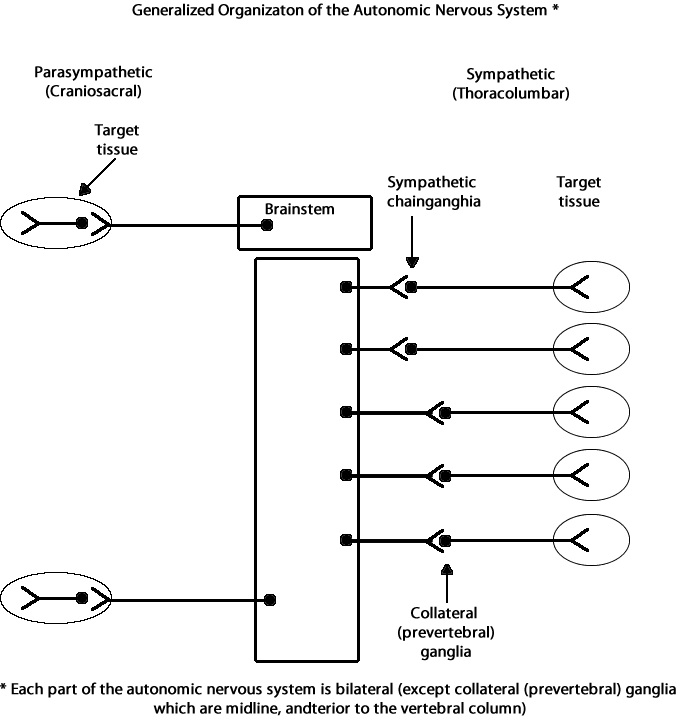 Generalized Organizaton of the Autonomic Nervous System *
Parasympathetic
(Craniosacral)
Sympathetic
(Thoracolumbar)
Target
tissue
Sympathetic
chainganghia
Target
tissue
Brainstem
Collateral
(prevertebral)
ganglia
* Each part of the autonomic nervous system is bilateral (except collateral (prevertebral) ganglia
which are midline, andterior to the vertebral column)